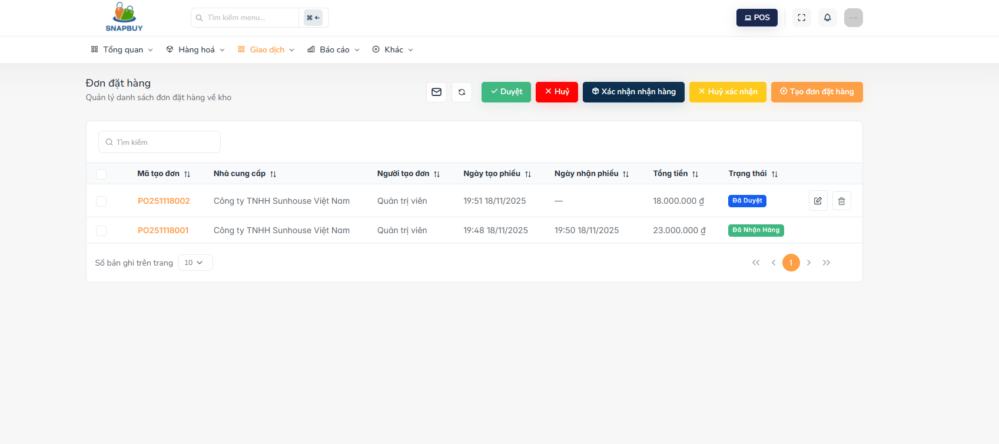 SNAPBUY
Tìm kiếm menu...
⌘ ←
POS
Tổng quan
Hàng hoá
Giao dịch
Báo cáo
Khác
Đơn đặt hàng
Quản lý danh sách đơn đặt hàng về kho
Duyệt
Huỷ
Xác nhận nhận hàng
Huỷ xác nhận
Tạo đơn đặt hàng
Tìm kiếm
Mã tạo đơn Nhà cung cấp Người tạo đơn Ngày tạo phiếu Ngày nhận phiếu Tổng tiền Trạng thái
PO251118002 Công ty TNHH Sunhouse Việt Nam Quản trị viên 19:51 18/11/2025 — 18.000.000 ₫ Đã Duyệt
PO251118001 Công ty TNHH Sunhouse Việt Nam Quản trị viên 19:48 18/11/2025 19:50 18/11/2025 23.000.000 ₫ Đã Nhận Hàng
Số bản ghi trên trang 10
1